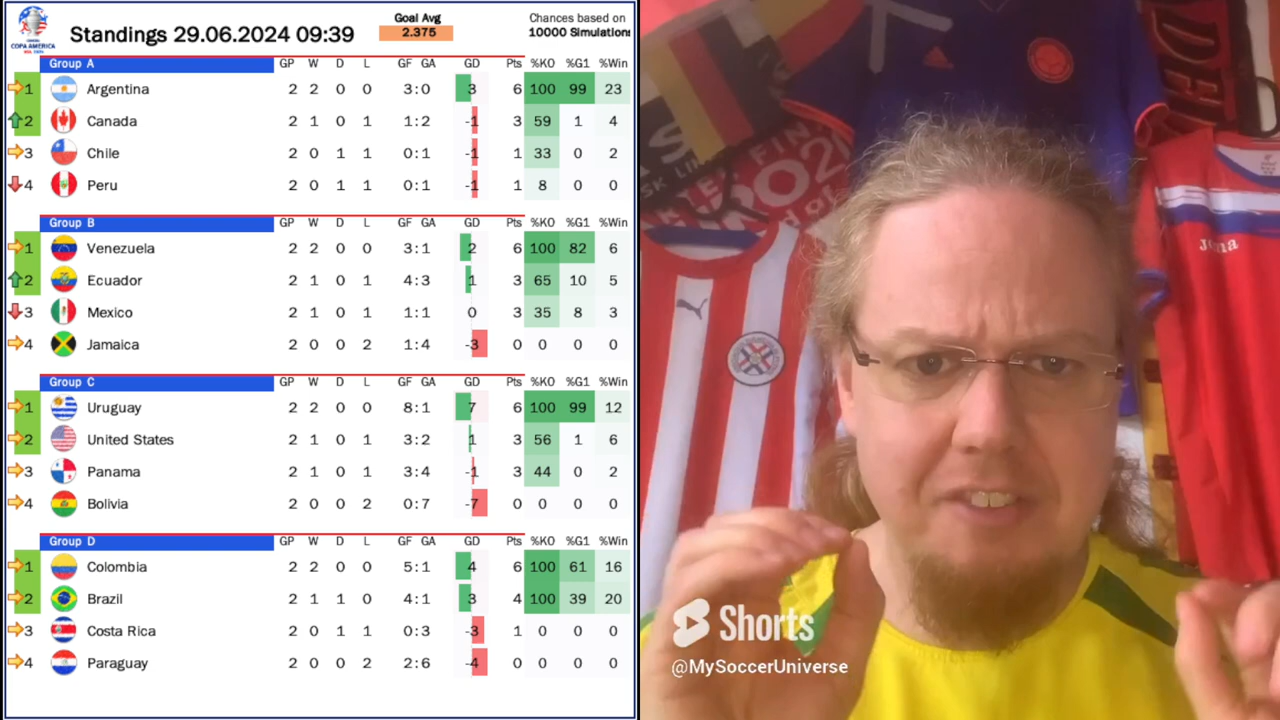 CONMEBOL
COPA AMERICA
USA 2024
Standings 29.06.2024 09:39
Goal Avg
2.375
Chances based on
10000 Simulations
Group A GP W D L GF GA GD Pts %KO %G1 %Win
1 Argentina 2 2 0 0 3:0 3 6 100 99 23
2 Canada 2 1 0 1 1:2 -1 3 59 1 4
3 Chile 2 0 1 1 0:1 -1 1 33 0 2
4 Peru 2 0 1 1 0:1 -1 1 8 0 0
Group B GP W D L GF GA GD Pts %KO %G1 %Win
1 Venezuela 2 2 0 0 3:1 2 6 100 82 6
2 Ecuador 2 1 0 1 4:3 1 3 65 10 5
3 Mexico 2 1 0 1 1:1 0 3 35 8 3
4 Jamaica 2 0 0 2 1:4 -3 0 0 0 0
Group C GP W D L GF GA GD Pts %KO %G1 %Win
1 Uruguay 2 2 0 0 8:1 7 6 100 99 12
2 United States 2 1 0 1 3:2 1 3 56 1 6
3 Panama 2 1 0 1 3:4 -1 3 44 0 2
4 Bolivia 2 0 0 2 0:7 -7 0 0 0 0
Group D GP W D L GF GA GD Pts %KO %G1 %Win
1 Colombia 2 2 0 0 5:1 4 6 100 61 16
2 Brazil 2 1 1 0 4:1 3 4 100 39 20
3 Costa Rica 2 0 1 1 0:3 -3 1 0 0 0
4 Paraguay 2 0 0 2 2:6 -4 0 0 0 0
Joma
Shorts
@MySoccerUniverse